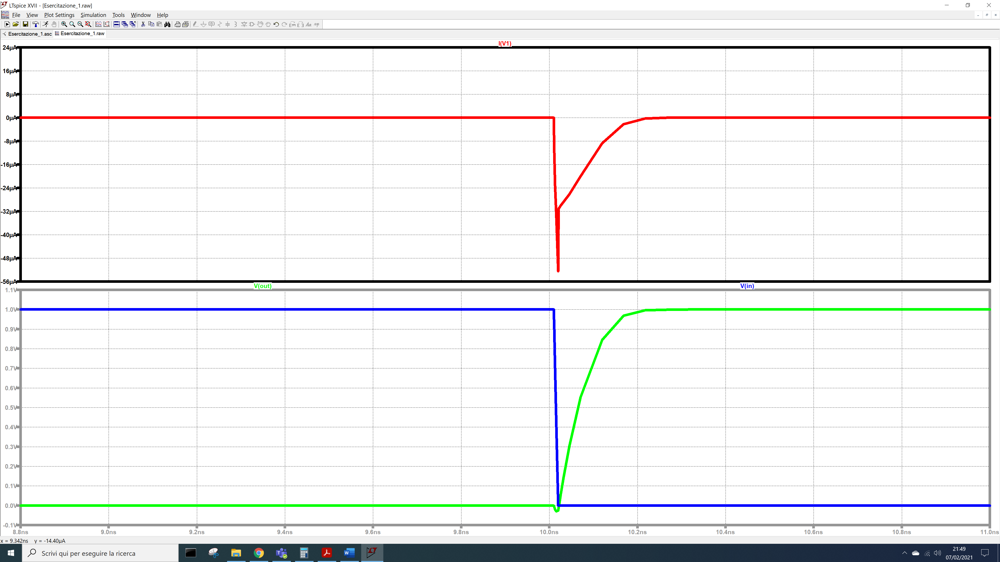 LTspice XVII - [Esercitazione_1.raw]
File View Plot Settings Simulation Tools Window Help
Esercitazione_1.asc Esercitazione_1.raw
I(V1)
24µA
16µA
8µA
0µA
-8µA
-16µA
-24µA
-32µA
-40µA
-48µA
-56µA
V(out) V(in)
1.1V
1.0V
0.9V
0.8V
0.7V
0.6V
0.5V
0.4V
0.3V
0.2V
0.1V
0.0V
-0.1V
8.8ns 9.0ns 9.2ns 9.4ns 9.6ns 9.8ns 10.0ns 10.2ns 10.4ns 10.6ns 10.8ns 11.0ns
x = 9.342ns y = -14.40µA
Scrivi qui per eseguire la ricerca
21:49
07/02/2021